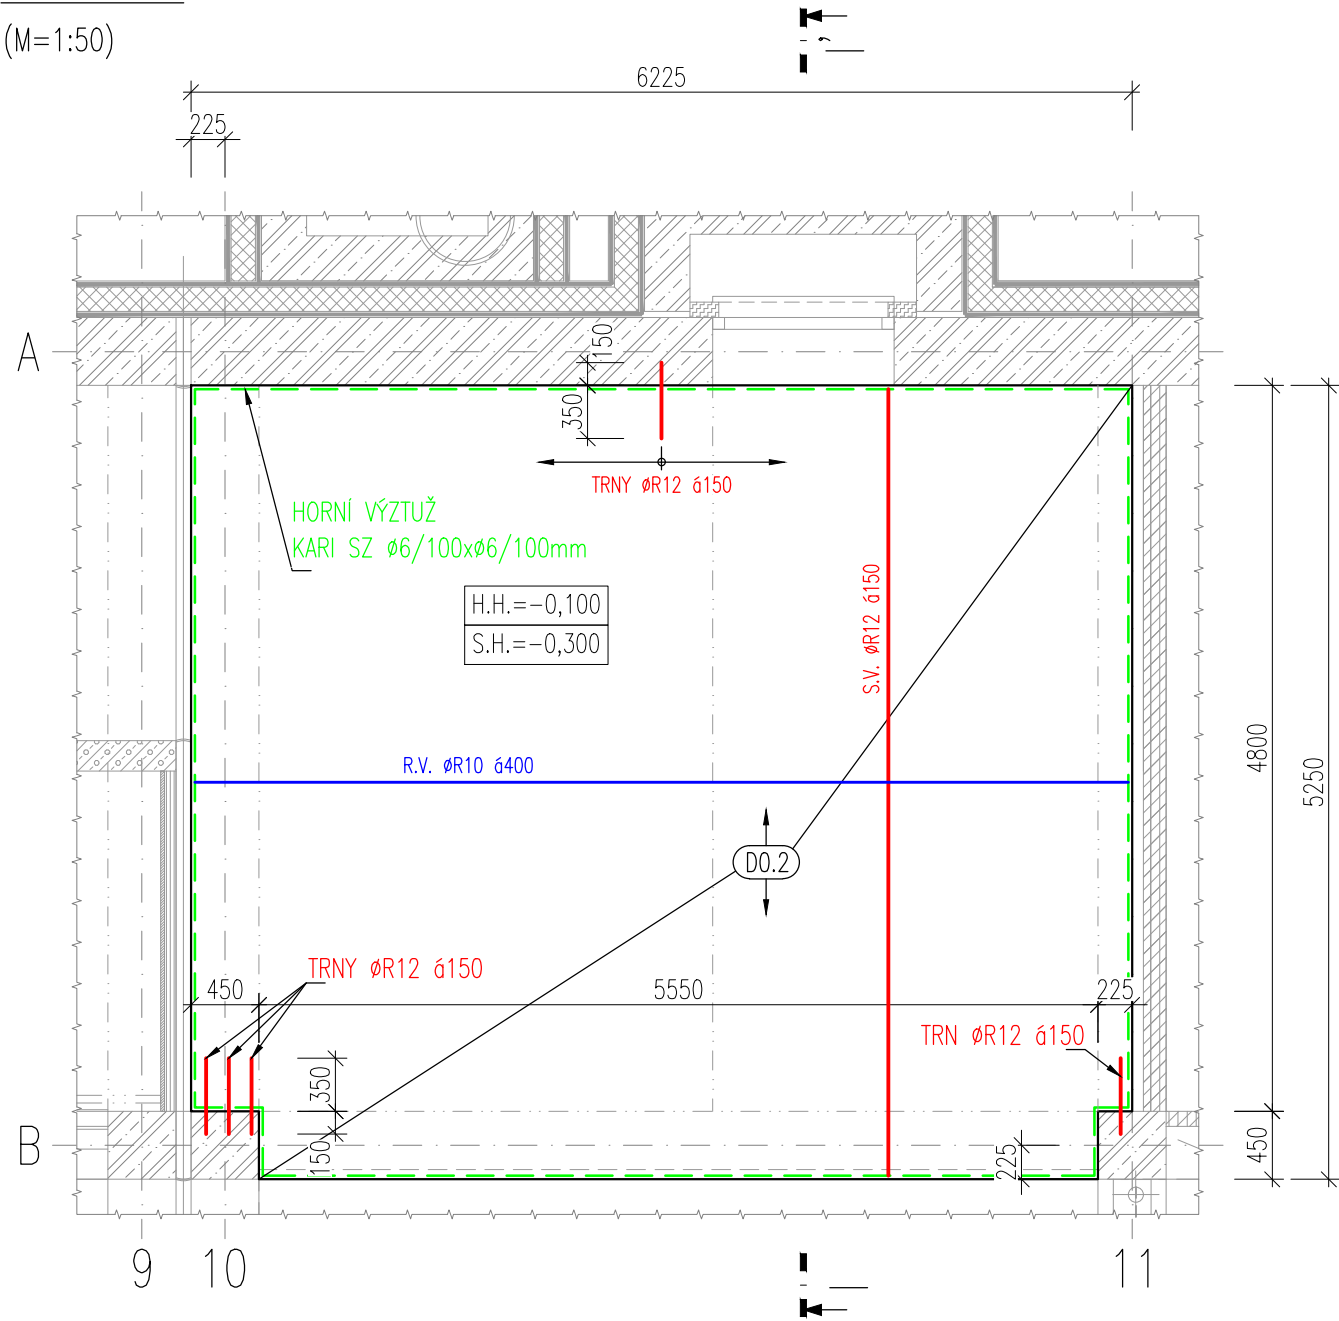 (M=1:50)
6225
225
A
150
350
TRNY øR12 á150
HORNÍ VÝZTUŽ
KARI SZ ø6/100xø6/100mm
H.H.=-0,100
S.H.=-0,300
S.V. øR12 á150
4800
5250
R.V. øR10 á400
D0.2
TRNY øR12 á150
450
5550
225
TRN øR12 á150
350
150
B
225
450
9
10
11